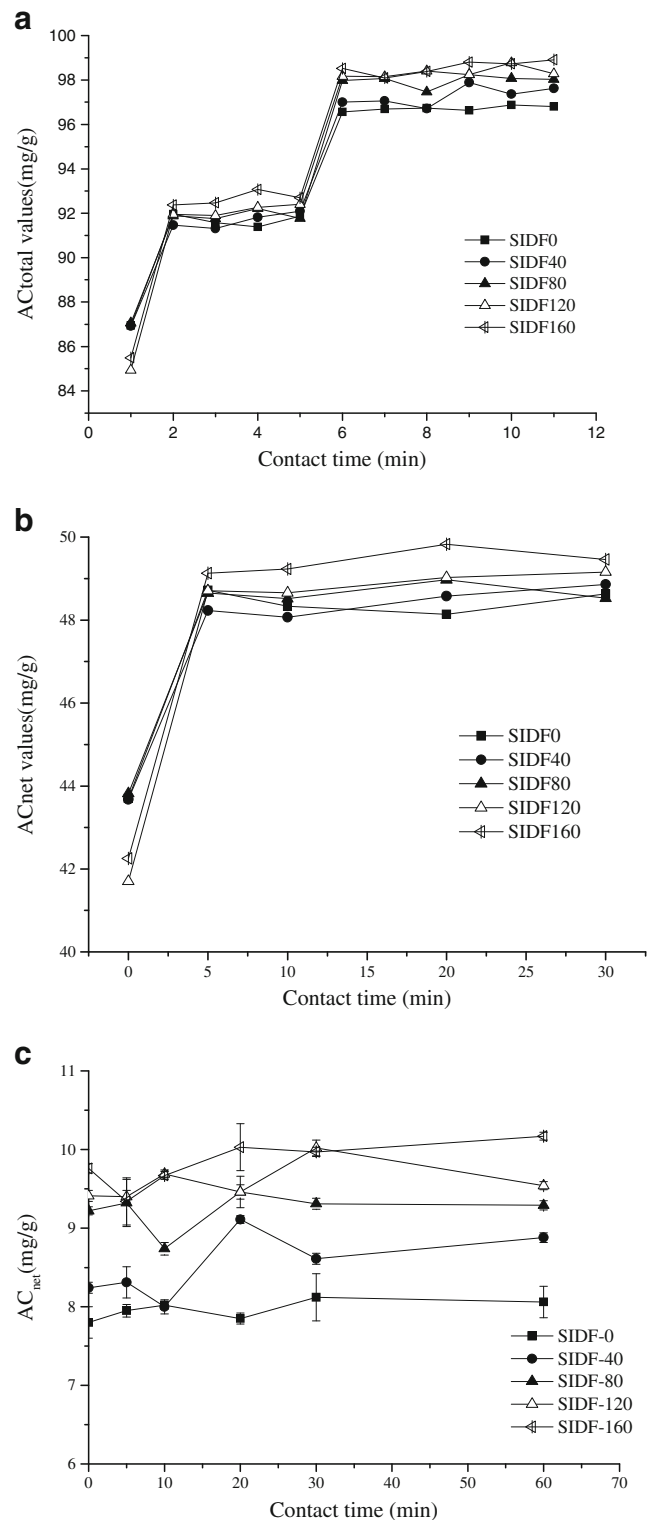 a
100
98
96
94
92
90
88
86
84
ACtotal values(mg/g)
SIDF0
SIDF40
SIDF80
SIDF120
SIDF160
0 2 4 6 8 10 12
Contact time (min)
b
50
48
46
44
42
40
ACnet values(mg/g)
SIDF0
SIDF40
SIDF80
SIDF120
SIDF160
0 5 10 15 20 25 30
Contact time (min)
c
11
10
9
8
7
6
AC net (mg/g)
SIDF-0
SIDF-40
SIDF-80
SIDF-120
SIDF-160
0 10 20 30 40 50 60 70
Contact time (min)